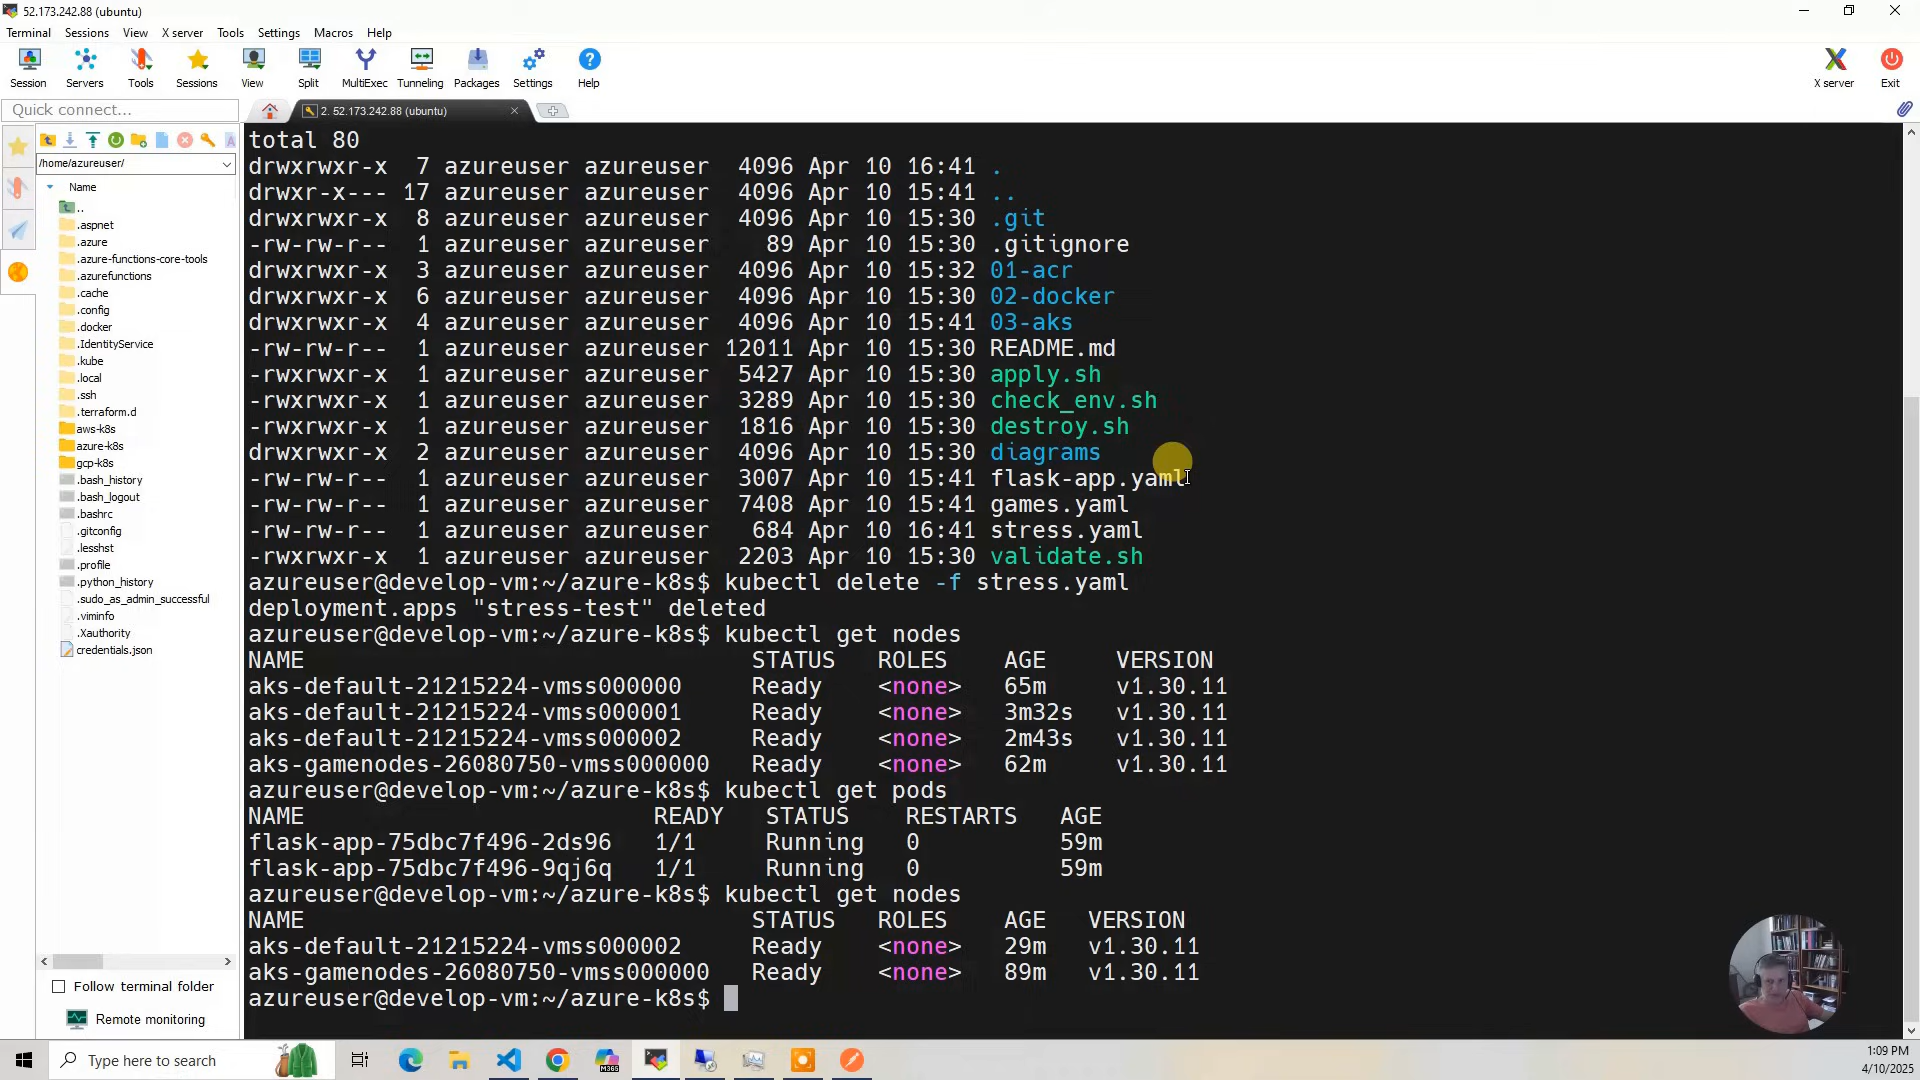 52.173.242.88 (ubuntu)
Terminal Sessions View X server Tools Settings Macros Help
Session Servers Tools Sessions View Split MultiExec Tunneling Packages Settings Help X server Exit
Quick connect...
2. 52.173.242.88 (ubuntu)
/home/azureuser/
Name
..
.aspnet
.azure
.azure-functions-core-tools
.azurefunctions
.cache
.config
.docker
.IdentityService
.kube
.local
.ssh
.terraform.d
aws-k8s
azure-k8s
gcp-k8s
.bash_history
.bash_logout
.bashrc
.gitconfig
.lesshst
.profile
.python_history
.sudo_as_admin_successful
.viminfo
.Xauthority
credentials.json
Follow terminal folder
Remote monitoring
total 80
drwxrwxr-x  7 azureuser azureuser  4096 Apr 10 16:41 .
drwxr-x--- 17 azureuser azureuser  4096 Apr 10 15:41 ..
drwxrwxr-x  8 azureuser azureuser  4096 Apr 10 15:30 .git
-rw-rw-r--  1 azureuser azureuser    89 Apr 10 15:30 .gitignore
drwxrwxr-x  3 azureuser azureuser  4096 Apr 10 15:32 01-acr
drwxrwxr-x  6 azureuser azureuser  4096 Apr 10 15:30 02-docker
drwxrwxr-x  4 azureuser azureuser  4096 Apr 10 15:41 03-aks
-rw-rw-r--  1 azureuser azureuser 12011 Apr 10 15:30 README.md
-rwxrwxr-x  1 azureuser azureuser  5427 Apr 10 15:30 apply.sh
-rwxrwxr-x  1 azureuser azureuser  3289 Apr 10 15:30 check_env.sh
-rwxrwxr-x  1 azureuser azureuser  1816 Apr 10 15:30 destroy.sh
drwxrwxr-x  2 azureuser azureuser  4096 Apr 10 15:30 diagrams
-rw-rw-r--  1 azureuser azureuser  3007 Apr 10 15:41 flask-app.yaml
-rw-rw-r--  1 azureuser azureuser  7408 Apr 10 15:41 games.yaml
-rw-rw-r--  1 azureuser azureuser   684 Apr 10 16:41 stress.yaml
-rwxrwxr-x  1 azureuser azureuser  2203 Apr 10 15:30 validate.sh
azureuser@develop-vm:~/azure-k8s$ kubectl delete -f stress.yaml
deployment.apps "stress-test" deleted
azureuser@develop-vm:~/azure-k8s$ kubectl get nodes
NAME                                STATUS   ROLES    AGE     VERSION
aks-default-21215224-vmss000000     Ready    <none>   65m     v1.30.11
aks-default-21215224-vmss000001     Ready    <none>   3m32s   v1.30.11
aks-default-21215224-vmss000002     Ready    <none>   2m43s   v1.30.11
aks-gamenodes-26080750-vmss000000   Ready    <none>   62m     v1.30.11
azureuser@develop-vm:~/azure-k8s$ kubectl get pods
NAME                         READY   STATUS    RESTARTS   AGE
flask-app-75dbc7f496-2ds96   1/1     Running   0          59m
flask-app-75dbc7f496-9qj6q   1/1     Running   0          59m
azureuser@develop-vm:~/azure-k8s$ kubectl get nodes
NAME                                STATUS   ROLES    AGE   VERSION
aks-default-21215224-vmss000002     Ready    <none>   29m   v1.30.11
aks-gamenodes-26080750-vmss000000   Ready    <none>   89m   v1.30.11
azureuser@develop-vm:~/azure-k8s$
Type here to search
M365
1:09 PM
4/10/2025